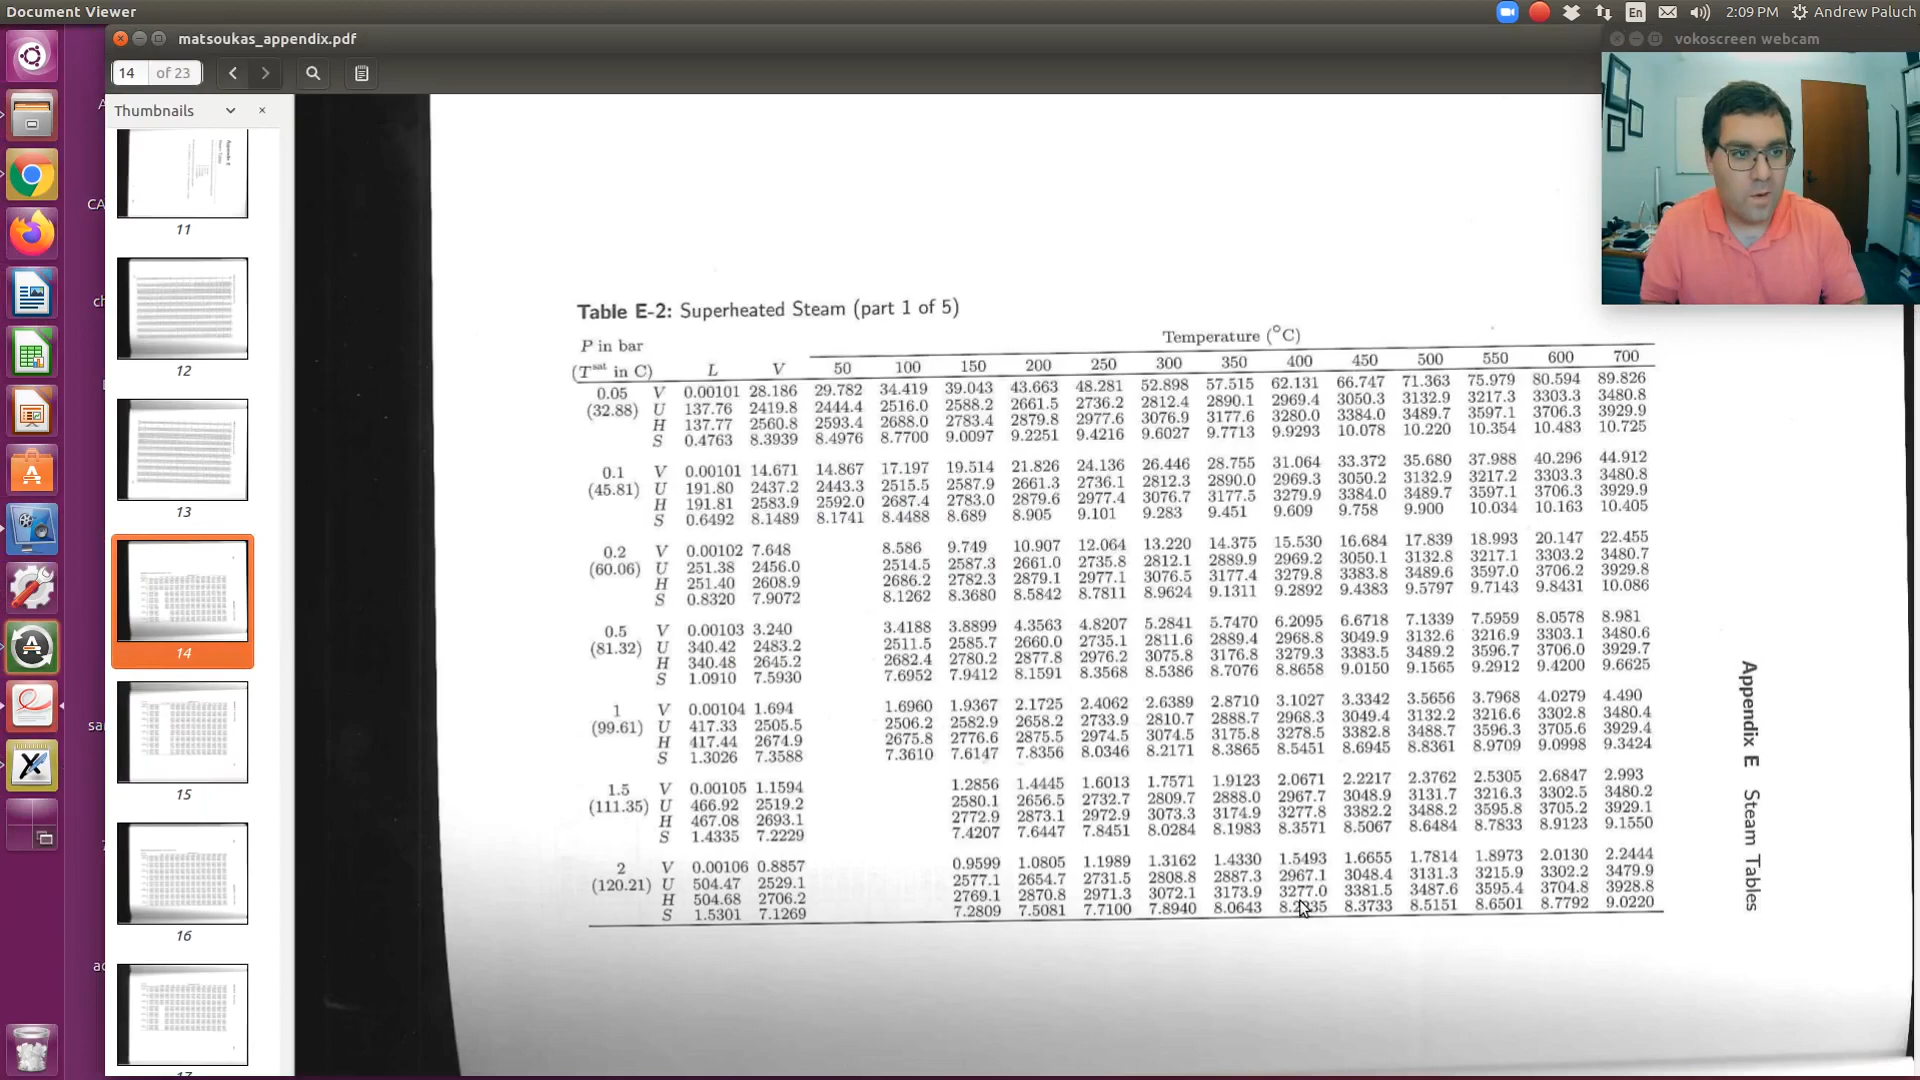 Document Viewer
2:09 PM
Andrew Paluch
En
matsoukas_appendix.pdf
vokoscreen webcam
14 of 23
Thumbnails
11
12
13
14
15
16
Table E-2: Superheated Steam (part 1 of 5)
P in bar Temperature (°C)
(Tsat in C) L V 50 100 150 200 250 300 350 400 450 500 550 600 700
0.05 V 0.00101 28.186 29.782 34.419 39.043 43.663 48.281 52.898 57.515 62.131 66.747 71.363 75.979 80.594 89.826
(32.88) U 137.76 2419.8 2444.4 2516.0 2588.2 2661.5 2736.2 2812.4 2890.1 2969.4 3050.3 3132.9 3217.3 3303.3 3480.8
H 137.77 2560.8 2593.4 2688.0 2783.4 2879.8 2977.6 3076.9 3177.6 3280.0 3384.0 3489.7 3597.1 3706.3 3929.9
S 0.4763 8.3939 8.4976 8.7700 9.0097 9.2251 9.4216 9.6027 9.7713 9.9293 10.078 10.220 10.354 10.483 10.725
0.1 V 0.00101 14.671 14.867 17.197 19.514 21.826 24.136 26.446 28.755 31.064 33.372 35.680 37.988 40.296 44.912
(45.81) U 191.80 2437.2 2443.3 2515.5 2587.9 2661.3 2736.1 2812.3 2890.0 2969.3 3050.2 3132.9 3217.2 3303.3 3480.8
H 191.81 2583.9 2592.0 2687.4 2783.0 2879.6 2977.4 3076.7 3177.5 3279.9 3384.0 3489.7 3597.1 3706.3 3929.9
S 0.6492 8.1489 8.1741 8.4488 8.689 8.905 9.101 9.283 9.451 9.609 9.758 9.900 10.034 10.163 10.405
0.2 V 0.00102 7.648 8.586 9.749 10.907 12.064 13.220 14.375 15.530 16.684 17.839 18.993 20.147 22.455
(60.06) U 251.38 2456.0 2514.5 2587.3 2661.0 2735.8 2812.1 2889.9 2969.2 3050.1 3132.8 3217.1 3303.2 3480.7
H 251.40 2608.9 2686.2 2782.3 2879.1 2977.1 3076.5 3177.4 3279.8 3383.8 3489.6 3597.0 3706.2 3929.8
S 0.8320 7.9072 8.1262 8.3680 8.5842 8.7811 8.9624 9.1311 9.2892 9.4383 9.5797 9.7143 9.8431 10.086
0.5 V 0.00103 3.240 3.4188 3.8899 4.3563 4.8207 5.2841 5.7470 6.2095 6.6718 7.1339 7.5959 8.0578 8.981
(81.32) U 340.42 2483.2 2511.5 2585.7 2660.0 2735.1 2811.6 2889.4 2968.8 3049.9 3132.6 3216.9 3303.1 3480.6
H 340.48 2645.2 2682.4 2780.2 2877.8 2976.2 3075.8 3176.8 3279.3 3383.5 3489.2 3596.7 3706.0 3929.7
S 1.0910 7.5930 7.6952 7.9412 8.1591 8.3568 8.5386 8.7076 8.8658 9.0150 9.1565 9.2912 9.4200 9.6625
1 V 0.00104 1.694 1.6960 1.9367 2.1725 2.4062 2.6389 2.8710 3.1027 3.3342 3.5656 3.7968 4.0279 4.490
(99.61) U 417.33 2505.5 2506.2 2582.9 2658.2 2733.9 2810.7 2888.7 2968.3 3049.4 3132.2 3216.6 3302.8 3480.4
H 417.44 2674.9 2675.8 2776.6 2875.5 2974.5 3074.5 3175.8 3278.5 3382.8 3488.7 3596.3 3705.6 3929.4
S 1.3026 7.3588 7.3610 7.6147 7.8356 8.0346 8.2171 8.3865 8.5451 8.6945 8.8361 8.9709 9.0998 9.3424
1.5 V 0.00105 1.1594 1.2856 1.4445 1.6013 1.7571 1.9123 2.0671 2.2217 2.3762 2.5305 2.6847 2.993
(111.35) U 466.92 2519.2 2580.1 2656.5 2732.7 2809.7 2888.0 2967.7 3048.9 3131.7 3216.3 3302.5 3480.2
H 467.08 2693.1 2772.9 2873.1 2972.9 3073.3 3174.9 3277.8 3382.2 3488.2 3595.8 3705.2 3929.1
S 1.4335 7.2229 7.4207 7.6447 7.8451 8.0284 8.1983 8.3571 8.5067 8.6484 8.7833 8.9123 9.1550
2 V 0.00106 0.8857 0.9599 1.0805 1.1989 1.3162 1.4330 1.5493 1.6655 1.7814 1.8973 2.0130 2.2444
(120.21) U 504.47 2529.1 2577.1 2654.7 2731.5 2808.8 2887.3 2967.1 3048.4 3131.3 3215.9 3302.2 3479.9
H 504.68 2706.2 2769.1 2870.8 2971.3 3072.1 3173.9 3277.0 3381.5 3487.6 3595.4 3704.8 3928.8
S 1.5301 7.1269 7.2809 7.5081 7.7100 7.8940 8.0643 8.3733 8.5151 8.6501 8.7792 9.0220
Appendix E Steam Tables